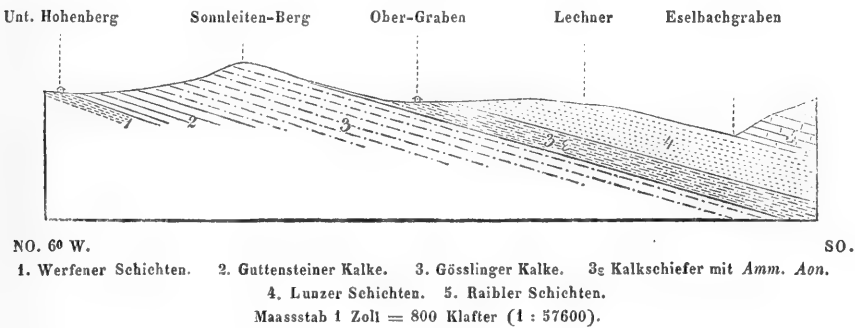 Unt. Hohenberg Sonnleiten-Berg Ober-Graben Lechner Eselbachgraben
1 2 3 3ε 4 5
NO. 6⁰ W. SO.
1. Werfener Schichten. 2. Guttensteiner Kalke. 3. Gösslinger Kalke. 3ε Kalkschiefer mit Amm. Aon.
4. Lunzer Schichten. 5. Raibler Schichten.
Maassstab 1 Zoll = 800 Klafter (1 : 57600).